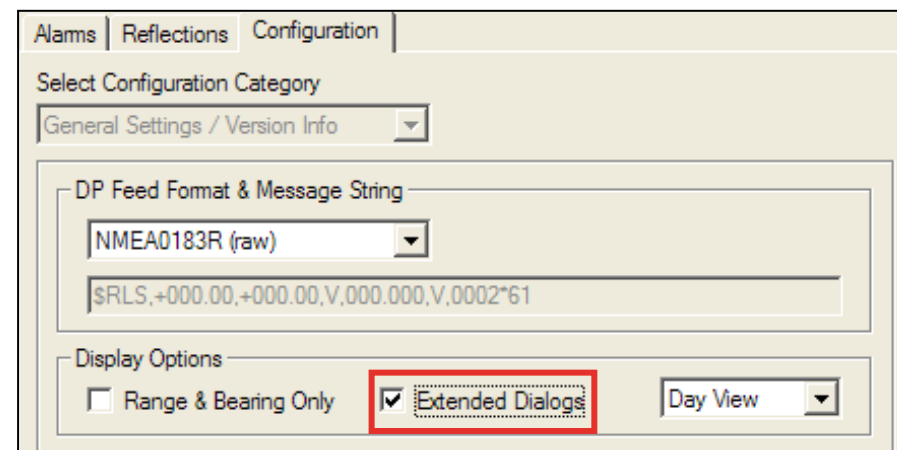 Alarms Reflections Configuration
Select Configuration Category
General Settings / Version Info
DP Feed Format & Message String
NMEA0183R (raw)
$RLS,+000.00,+000.00,V,000.000,V,0002*61
Display Options
Range & Bearing Only Extended Dialogs Day View